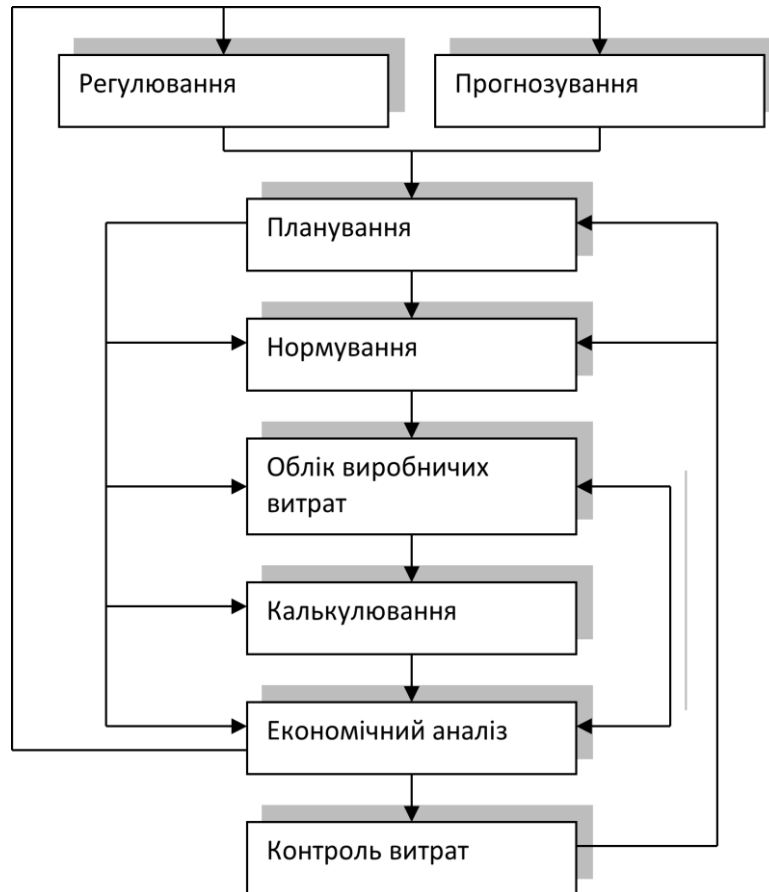 Регулювання
Прогнозування
Планування
Нормування
Облік виробничих
витрат
Калькулювання
Економічний аналіз
Контроль витрат